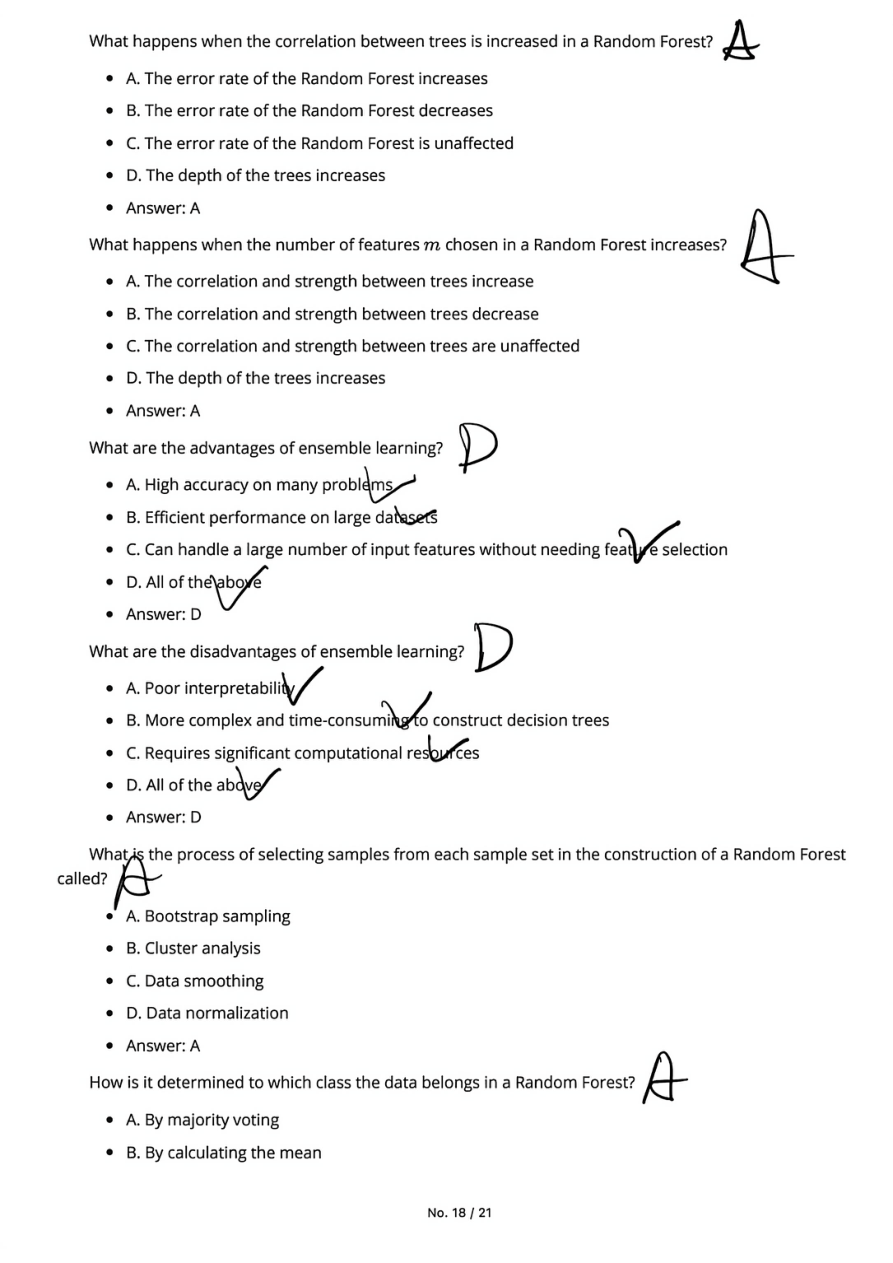 What happens when the correlation between trees is increased in a Random Forest? A
• A. The error rate of the Random Forest increases
• B. The error rate of the Random Forest decreases
• C. The error rate of the Random Forest is unaffected
• D. The depth of the trees increases
• Answer: A
What happens when the number of features m chosen in a Random Forest increases? A
• A. The correlation and strength between trees increase
• B. The correlation and strength between trees decrease
• C. The correlation and strength between trees are unaffected
• D. The depth of the trees increases
• Answer: A
What are the advantages of ensemble learning? D
• A. High accuracy on many problems
• B. Efficient performance on large datasets
• C. Can handle a large number of input features without needing feature selection
• D. All of the above
• Answer: D
What are the disadvantages of ensemble learning? D
• A. Poor interpretability
• B. More complex and time-consuming to construct decision trees
• C. Requires significant computational resources
• D. All of the above
• Answer: D
What is the process of selecting samples from each sample set in the construction of a Random Forest
called? A
• A. Bootstrap sampling
• B. Cluster analysis
• C. Data smoothing
• D. Data normalization
• Answer: A
How is it determined to which class the data belongs in a Random Forest? A
• A. By majority voting
• B. By calculating the mean
No. 18 / 21